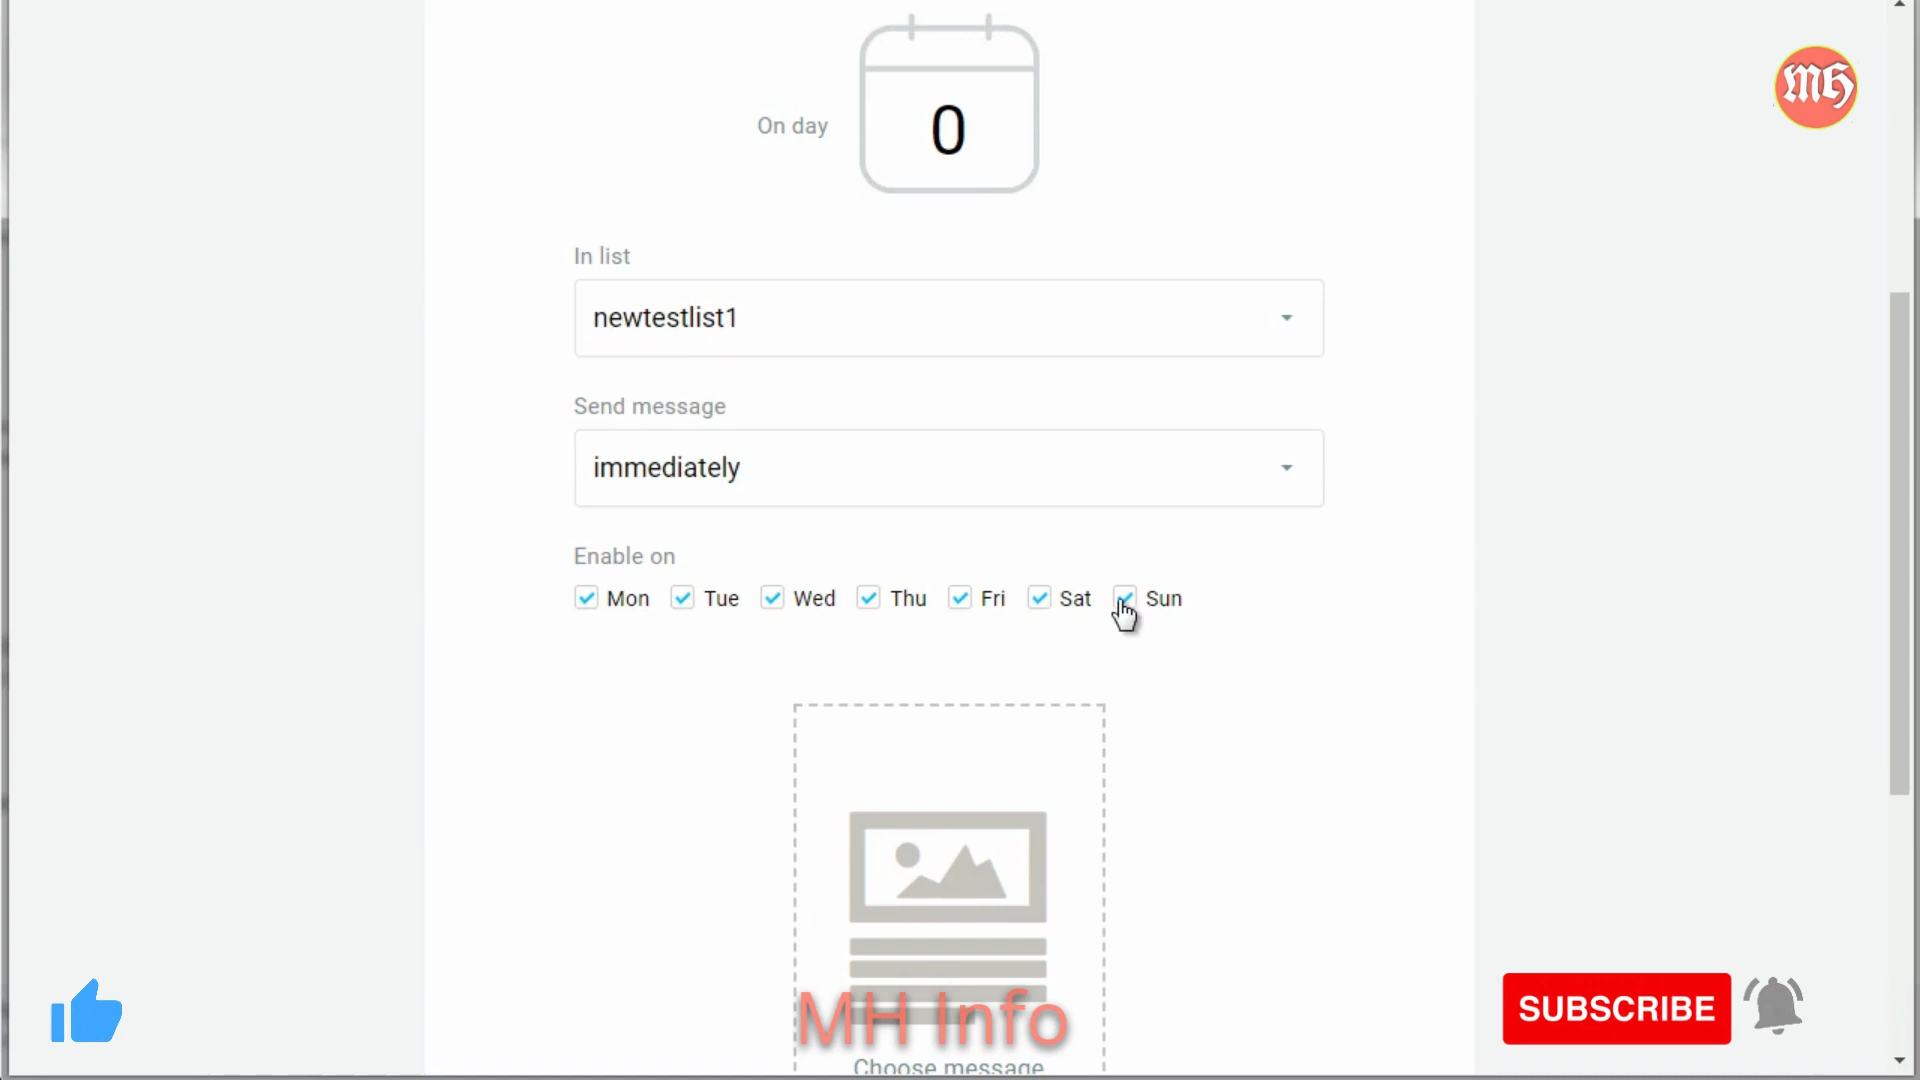 MH
On day
0
In list
newtestlist1
Send message
immediately
Enable on
Mon Tue Wed Thu Fri Sat Sun
MH Info
SUBSCRIBE
Choose message